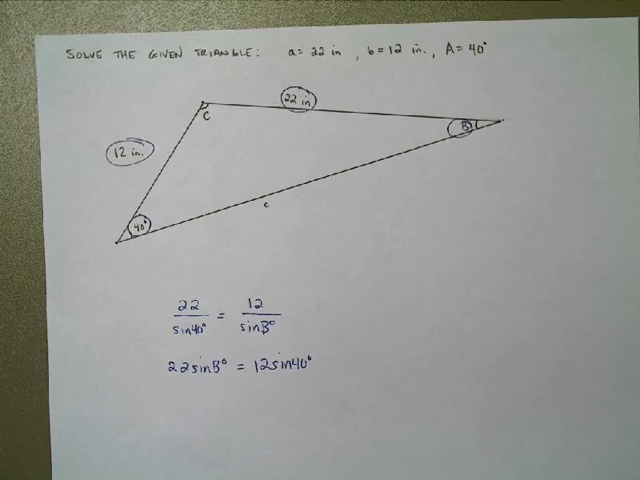 SOLVE THE GIVEN TRIANGLE: a = 22 in , b = 12 in. , A = 40°
22 in
C
B
12 in.
40°
c
22 / sin40° = 12 / sinB°
22sinB° = 12sin40°